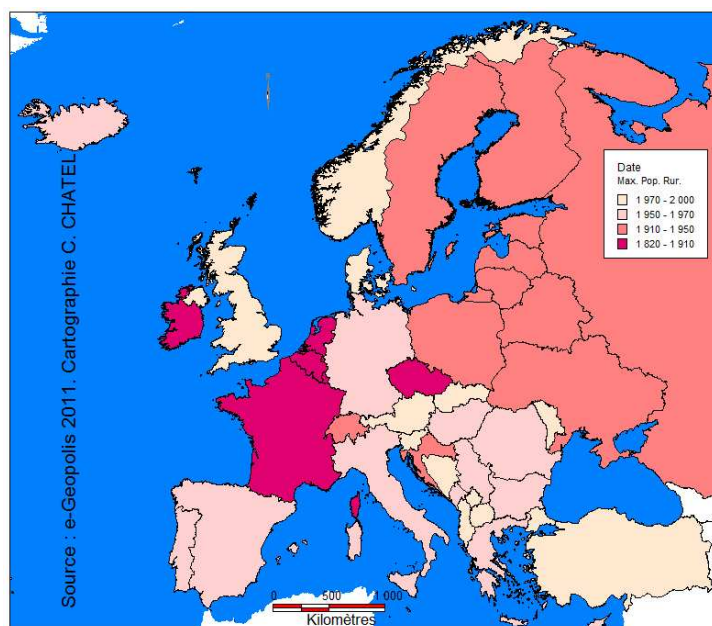 Source : e-Geopolis 2011. Cartographie C. CHATEL
Date
Max. Pop. Rur.
1 970 - 2 000
1 950 - 1 970
1 910 - 1 950
1 820 - 1 910
0 500 1 000
Kilomètres